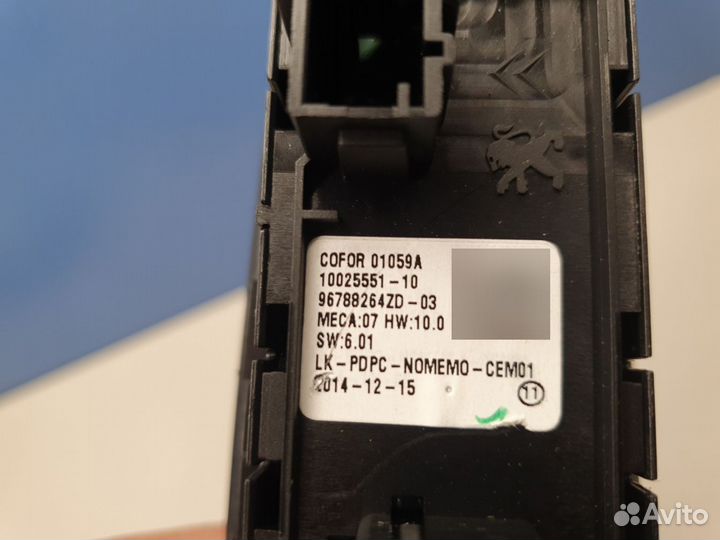 COFOR 01059A
10025551-10
96788264ZD-03
MECA:07 HW:10.0
SW:6.01
LK-PDPC-NOMEMO-CEM01
2014-12-15
11
Avito